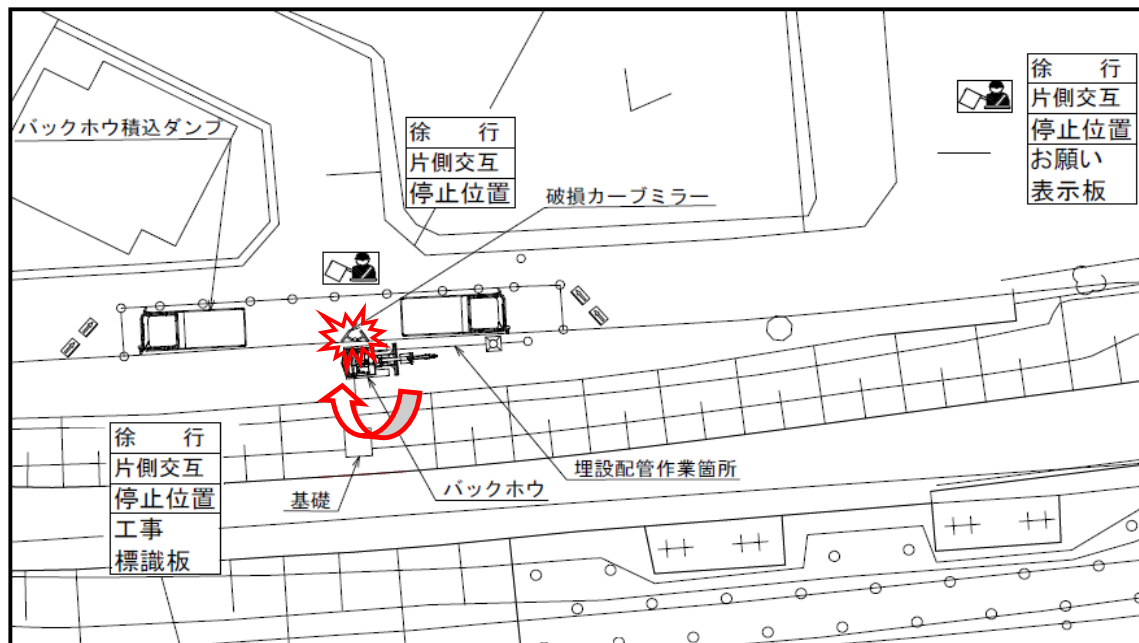 バックホウ積込ダンプ
徐　　行
片側交互
停止位置
破損カーブミラー
徐　　行
片側交互
停止位置
お願い
表示板
徐　　行
片側交互
停止位置
工事
標識板
基礎
バックホウ
埋設配管作業箇所